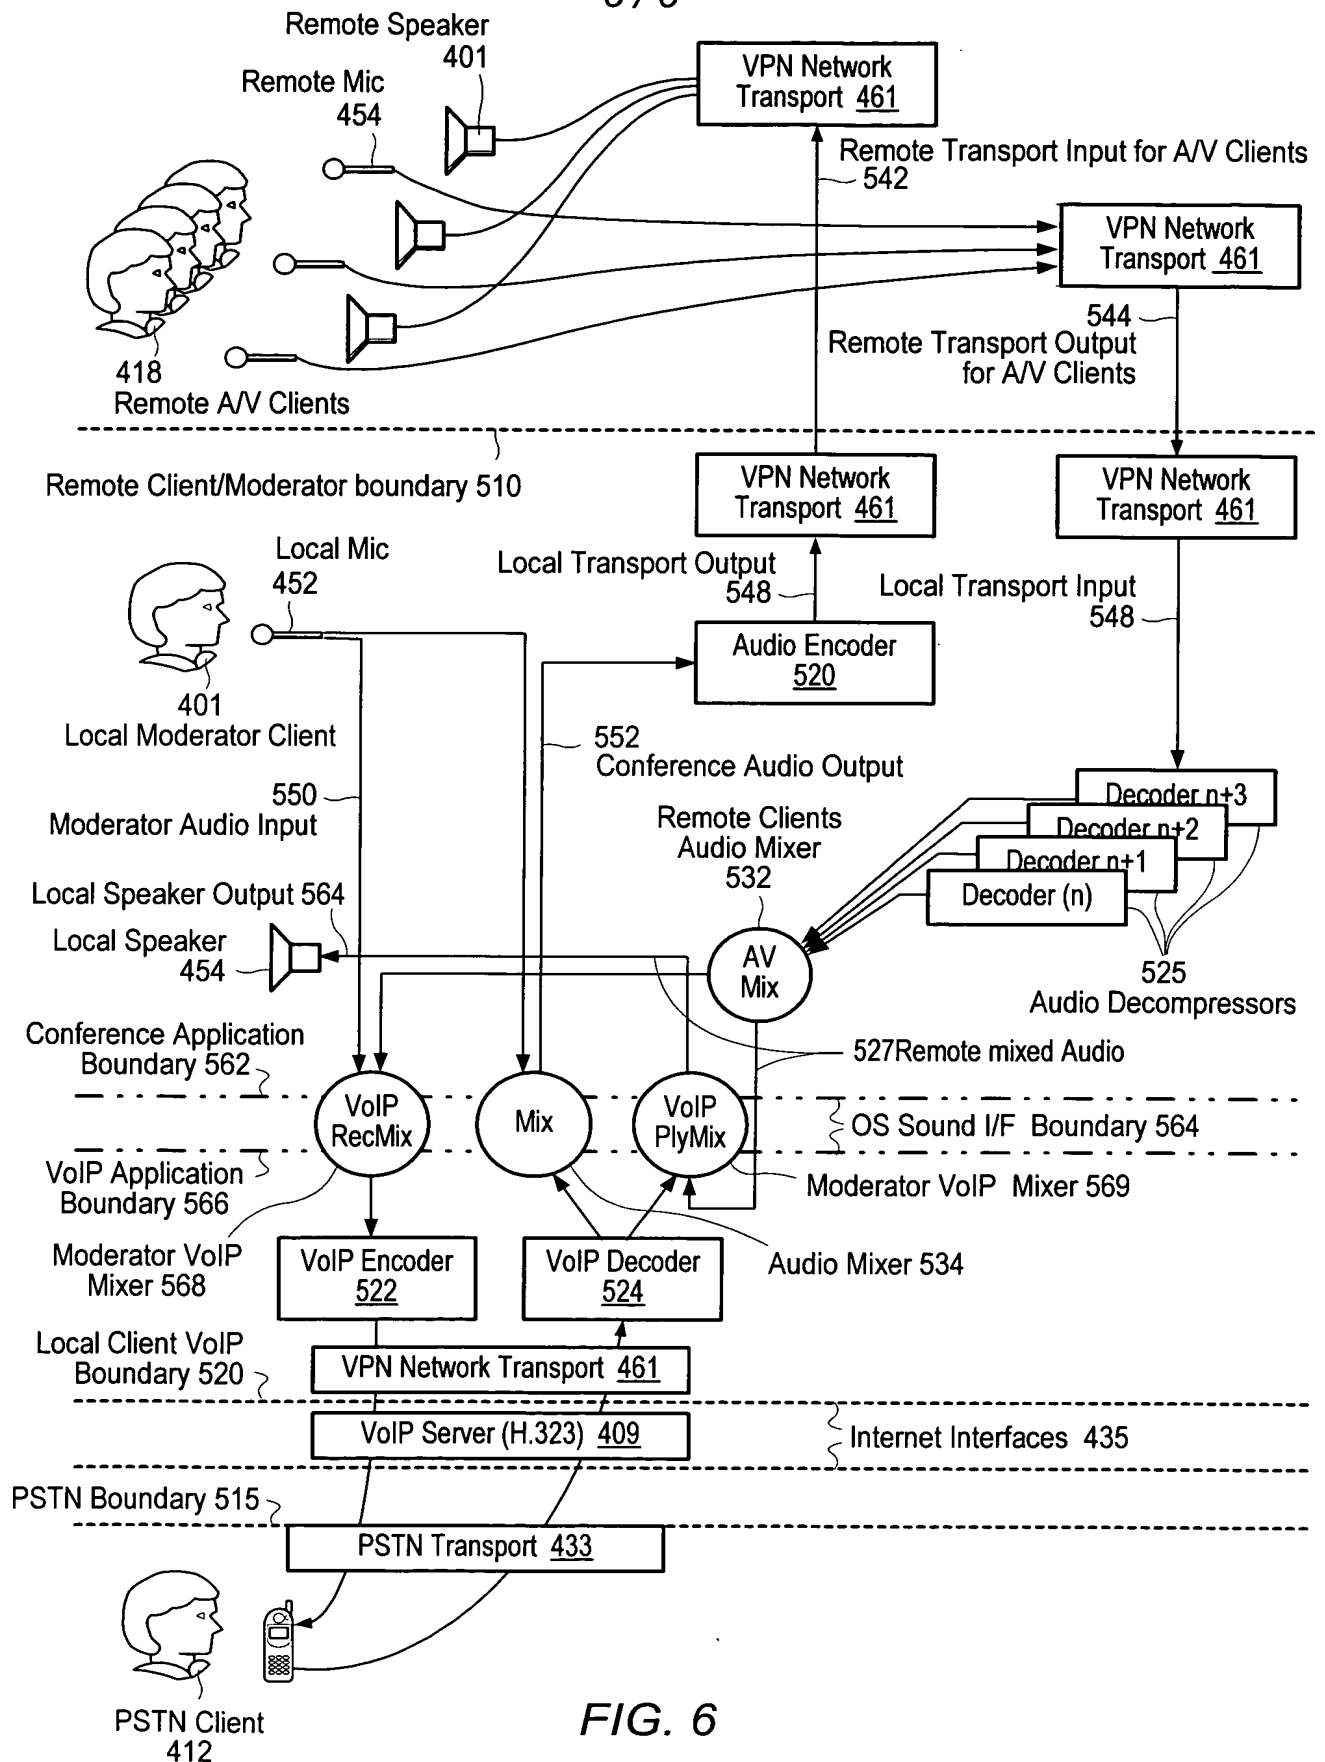 Remote Speaker
401
Remote Mic
454
VPN Network
Transport 461
Remote Transport Input for A/V Clients
542
VPN Network
Transport 461
544
Remote Transport Output
for A/V Clients
418
Remote A/V Clients
Remote Client/Moderator boundary 510
VPN Network
Transport 461
VPN Network
Transport 461
Local Mic
452
Local Transport Output
548
Local Transport Input
548
Audio Encoder
520
401
Local Moderator Client
552
Conference Audio Output
550
Moderator Audio Input
Remote Clients
Audio Mixer
532
Decoder n+3
Decoder n+2
Decoder n+1
Decoder (n)
Local Speaker Output 564
Local Speaker
454
AV
Mix
525
Audio Decompressors
Conference Application
Boundary 562
527Remote mixed Audio
VoIP
RecMix
Mix
VoIP
PlyMix
OS Sound I/F Boundary 564
VoIP Application
Boundary 566
Moderator VoIP Mixer 569
Moderator VoIP
Mixer 568
VoIP Encoder
522
VoIP Decoder
524
Audio Mixer 534
Local Client VoIP
Boundary 520
VPN Network Transport 461
VoIP Server (H.323) 409
Internet Interfaces 435
PSTN Boundary 515
PSTN Transport 433
PSTN Client
412
FIG. 6